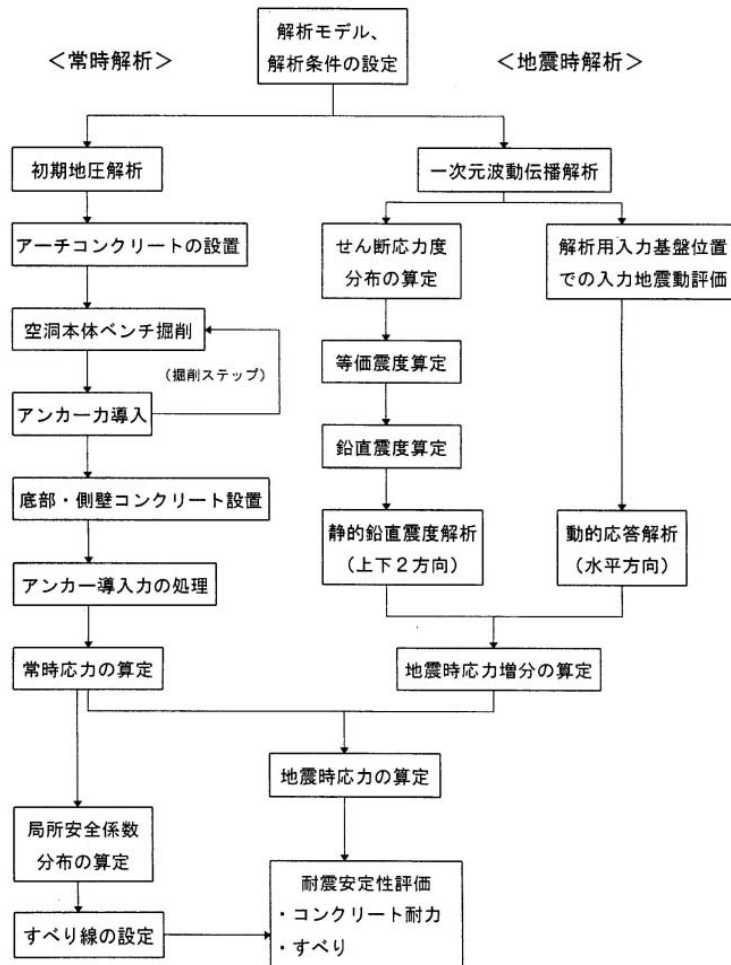 解析モデル、
解析条件の設定
＜常時解析＞
＜地震時解析＞
初期地圧解析
一次元波動伝播解析
アーチコンクリートの設置
せん断応力度
分布の算定
解析用入力基盤位置
での入力地震動評価
空洞本体ベンチ掘削
（掘削ステップ）
等価震度算定
アンカー力導入
鉛直震度算定
底部・側壁コンクリート設置
静的鉛直震度解析
（上下２方向）
動的応答解析
（水平方向）
アンカー導入力の処理
常時応力の算定
地震時応力増分の算定
地震時応力の算定
局所安全係数
分布の算定
耐震安定性評価
・コンクリート耐力
・すべり
すべり線の設定